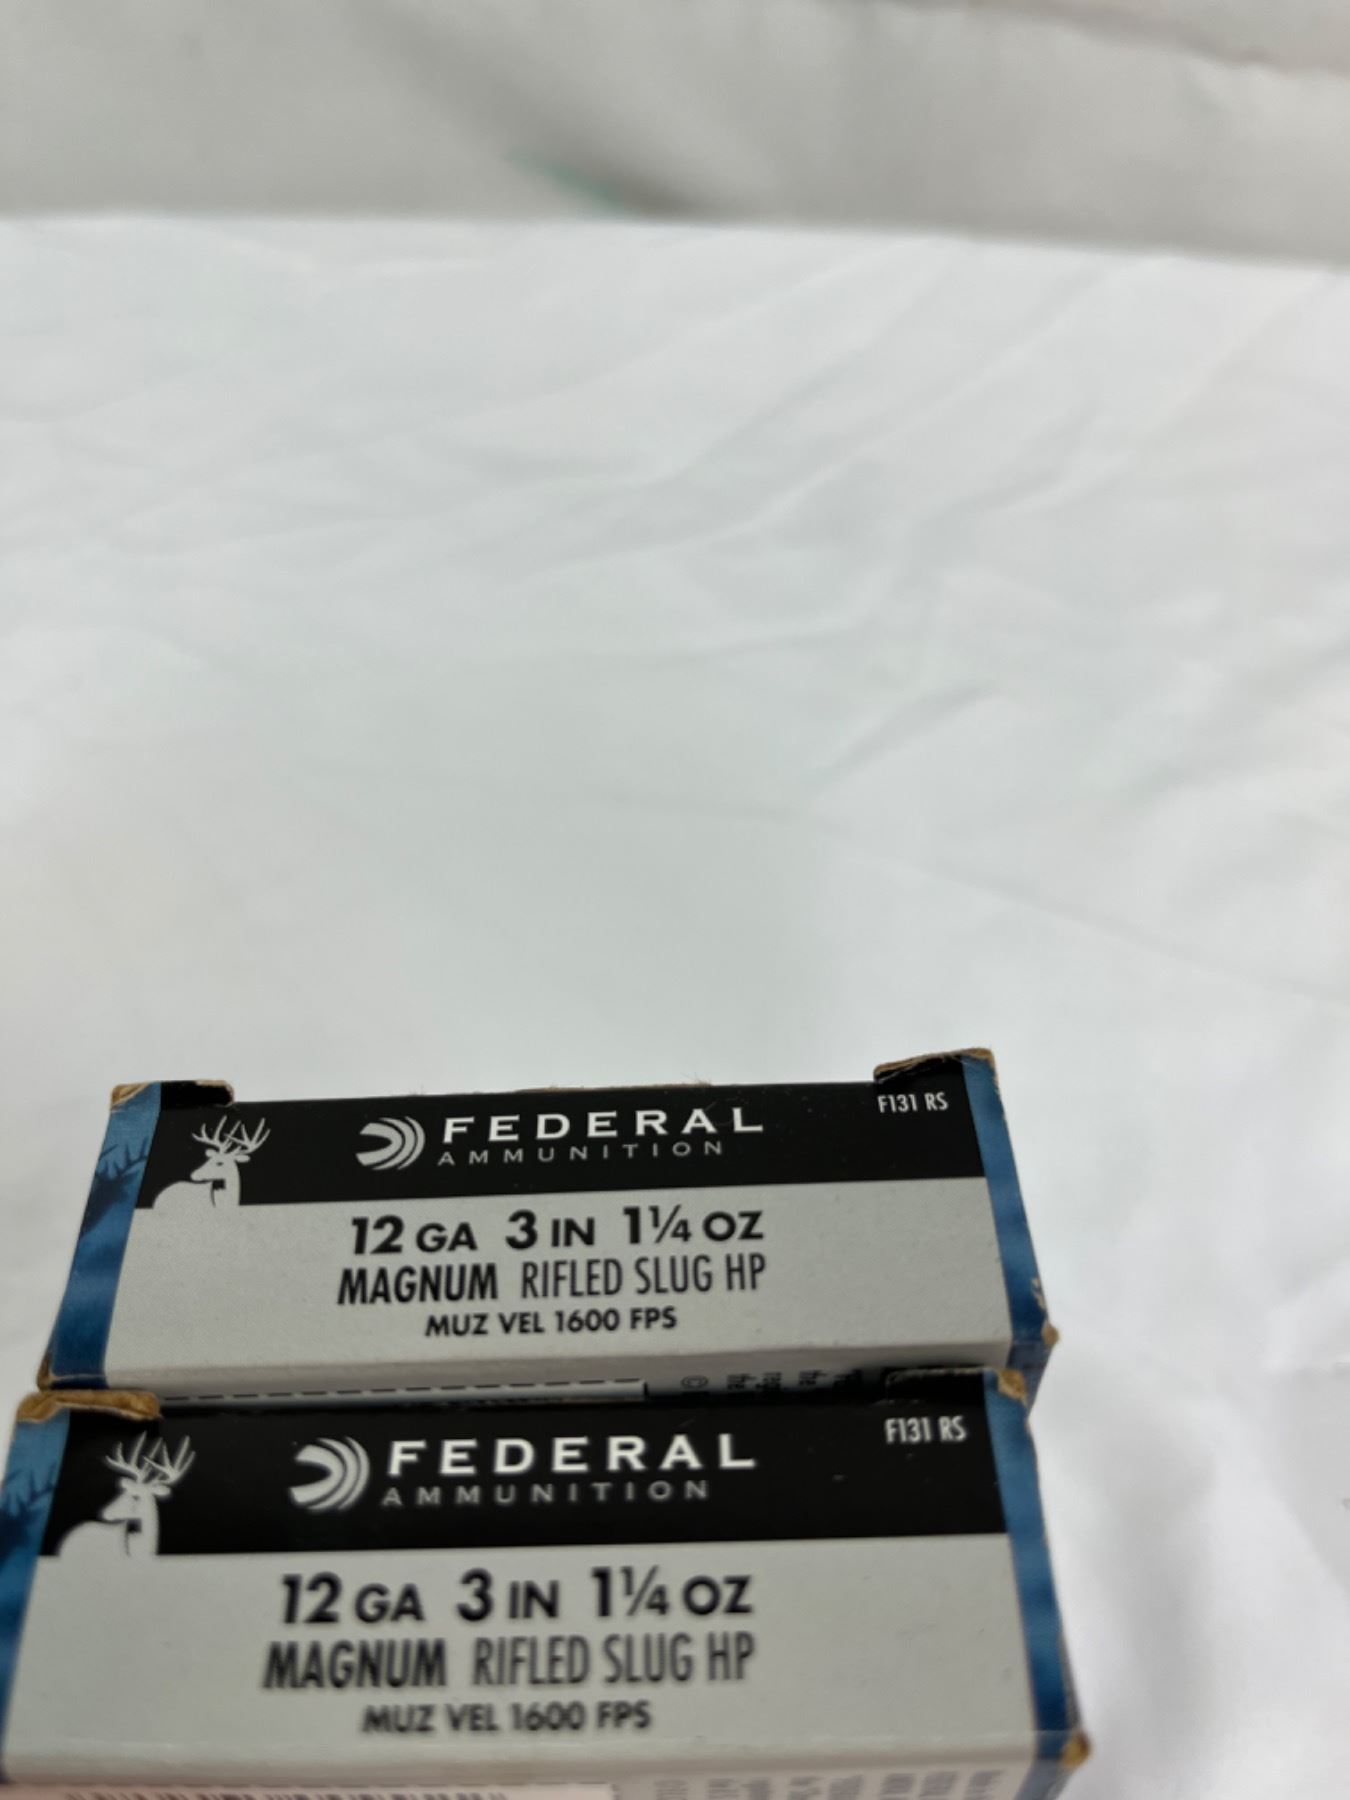 FEDERAL
AMMUNITION
F131 RS
12 GA 3 IN 1¼ OZ
MAGNUM RIFLED SLUG HP
MUZ VEL 1600 FPS
FEDERAL
AMMUNITION
F131 RS
12 GA 3 IN 1¼ OZ
MAGNUM RIFLED SLUG HP
MUZ VEL 1600 FPS